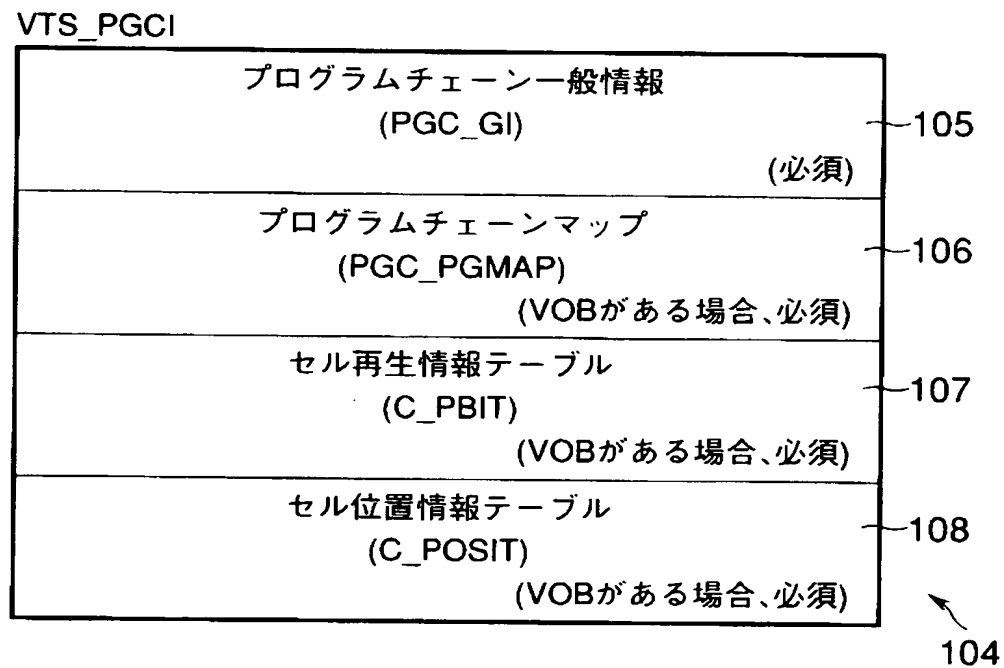 VTS_PGCI
プログラムチェーン一般情報
(PGC_GI)
105
(必須)
プログラムチェーンマップ
106
(PGC_PGMAP)
(VOBがある場合、必須)
セル再生情報テーブル
107
(C_PBIT)
(VOBがある場合、必須)
セル位置情報テーブル
108
(C_POSIT)
(VOBがある場合、必須)
104